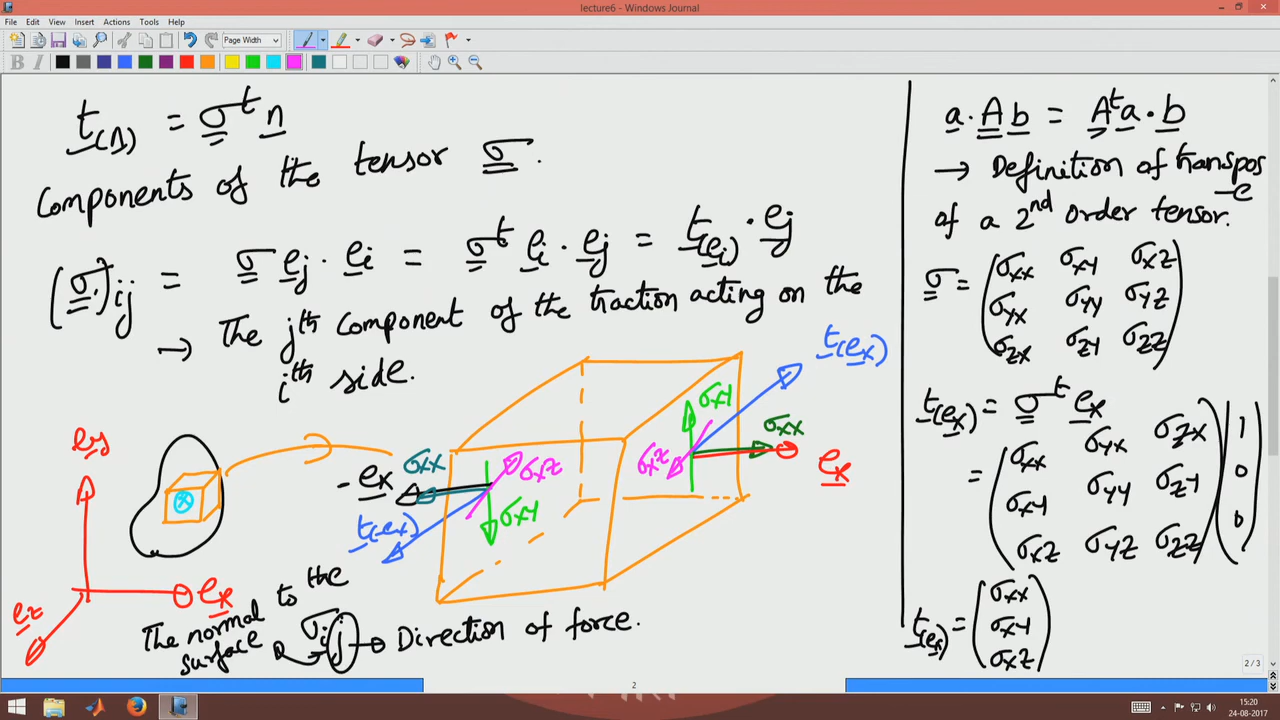 lecture6 - Windows Journal
File Edit View Insert Actions Tools Help
Page Width
B I
t(n) = σᵗ n
Components of the tensor σ.
(σ)ij = σ ej · ei = σᵗ ei · ej = t(ei) · ej
→ The jth component of the traction acting on the
ith side.
t(ex)
σxy
σxx
σxz
ex
σxx
-ex
σxz
σxy
t(-ex)
ey
ex
ez
The normal to the
surface
σij
Direction of force.
a · A b = Aᵗ a · b
→ Definition of transpos
-e
of a 2nd order tensor.
σ = (σxx σxy σxz
σyx σyy σyz
σzx σzy σzz)
t(ex) = σᵗ ex
= (σxx σyx σzx) (1
σxy σyy σzy 0
σxz σyz σzz) 0)
t(ex) = (σxx
σxy
σxz)
2/3
2
15:20
24-08-2017